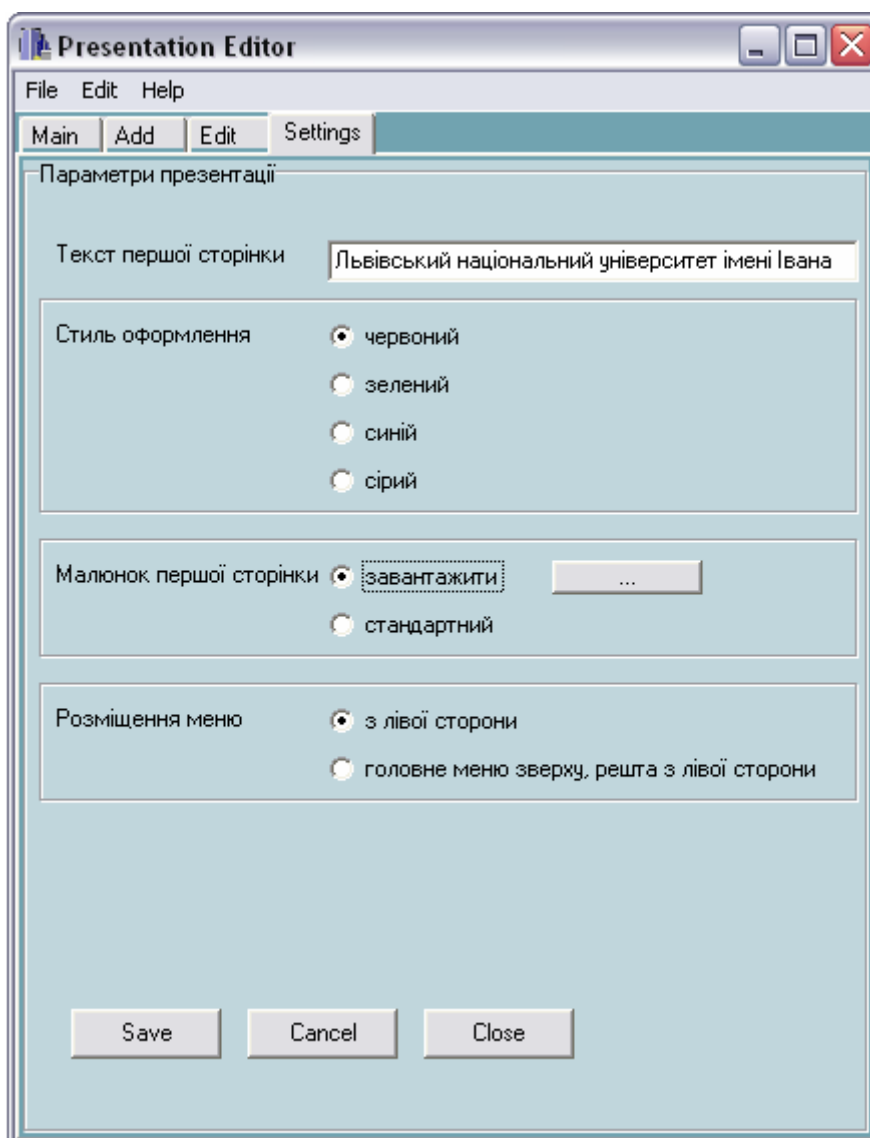 Presentation Editor
File Edit Help
Main Add Edit Settings
Параметри презентації
Текст першої сторінки Львівський національний університет імені Івана
Стиль оформлення червоний
зелений
синій
сірий
Малюнок першої сторінки завантажити ...
стандартний
Розміщення меню з лівої сторони
головне меню зверху, решта з лівої сторони
Save Cancel Close